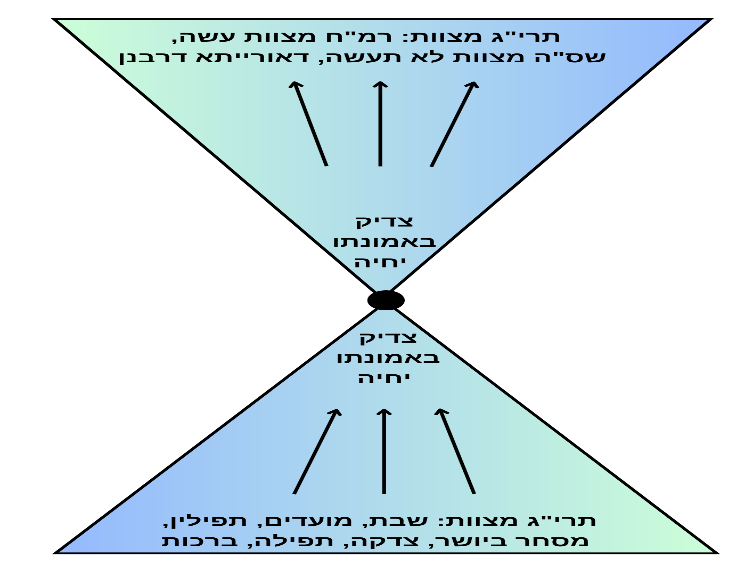 תרי"ג מצוות: רמ"ח מצוות עשה,
שס"ה מצוות לא תעשה, דאורייתא דרבנן
צדיק
באמונתו
יחיה
צדיק
באמונתו
יחיה
תרי"ג מצוות: שבת, מועדים, תפילין,
מסחר ביושר, צדקה, תפילה, ברכות